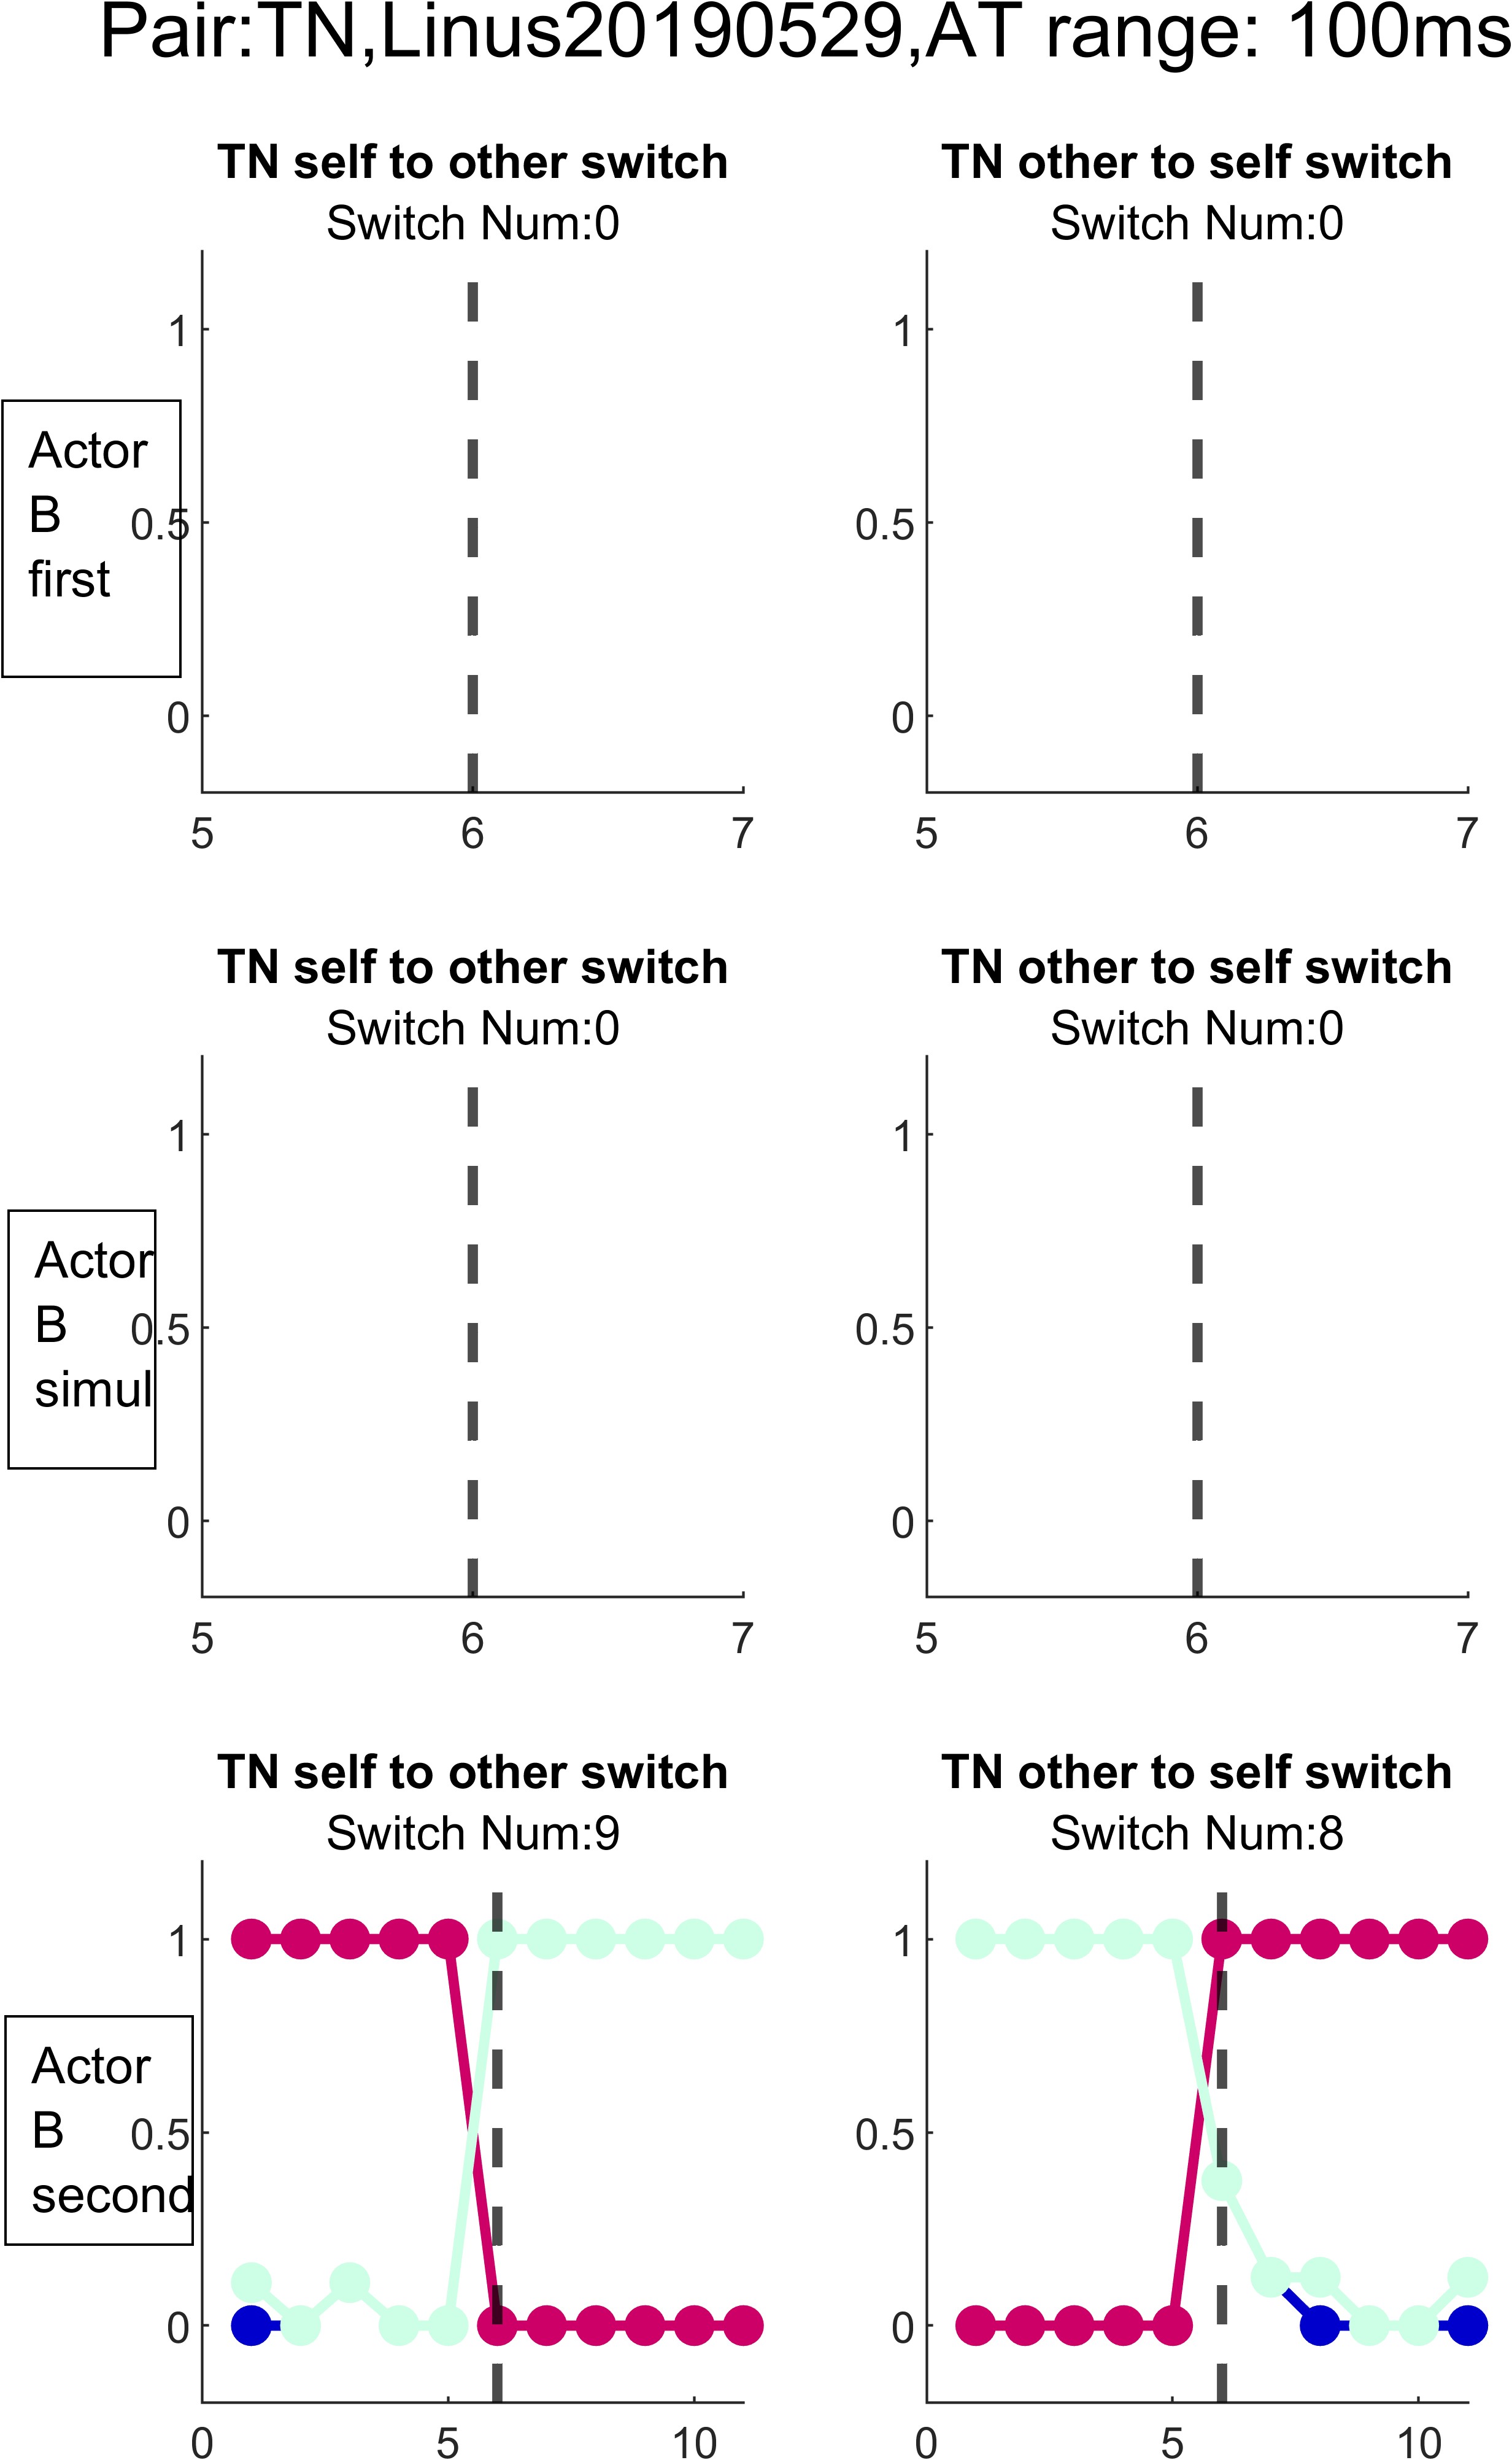 Pair:TN,Linus20190529,AT range: 100ms
TN self to other switch
Switch Num:0
1
0.5
0
5 6 7
TN other to self switch
Switch Num:0
1
0.5
0
5 6 7
Actor
B
first
TN self to other switch
Switch Num:0
1
0.5
0
5 6 7
TN other to self switch
Switch Num:0
1
0.5
0
5 6 7
Actor
B
simul
TN self to other switch
Switch Num:9
1
0.5
0
0 5 10
TN other to self switch
Switch Num:8
1
0.5
0
0 5 10
Actor
B
second